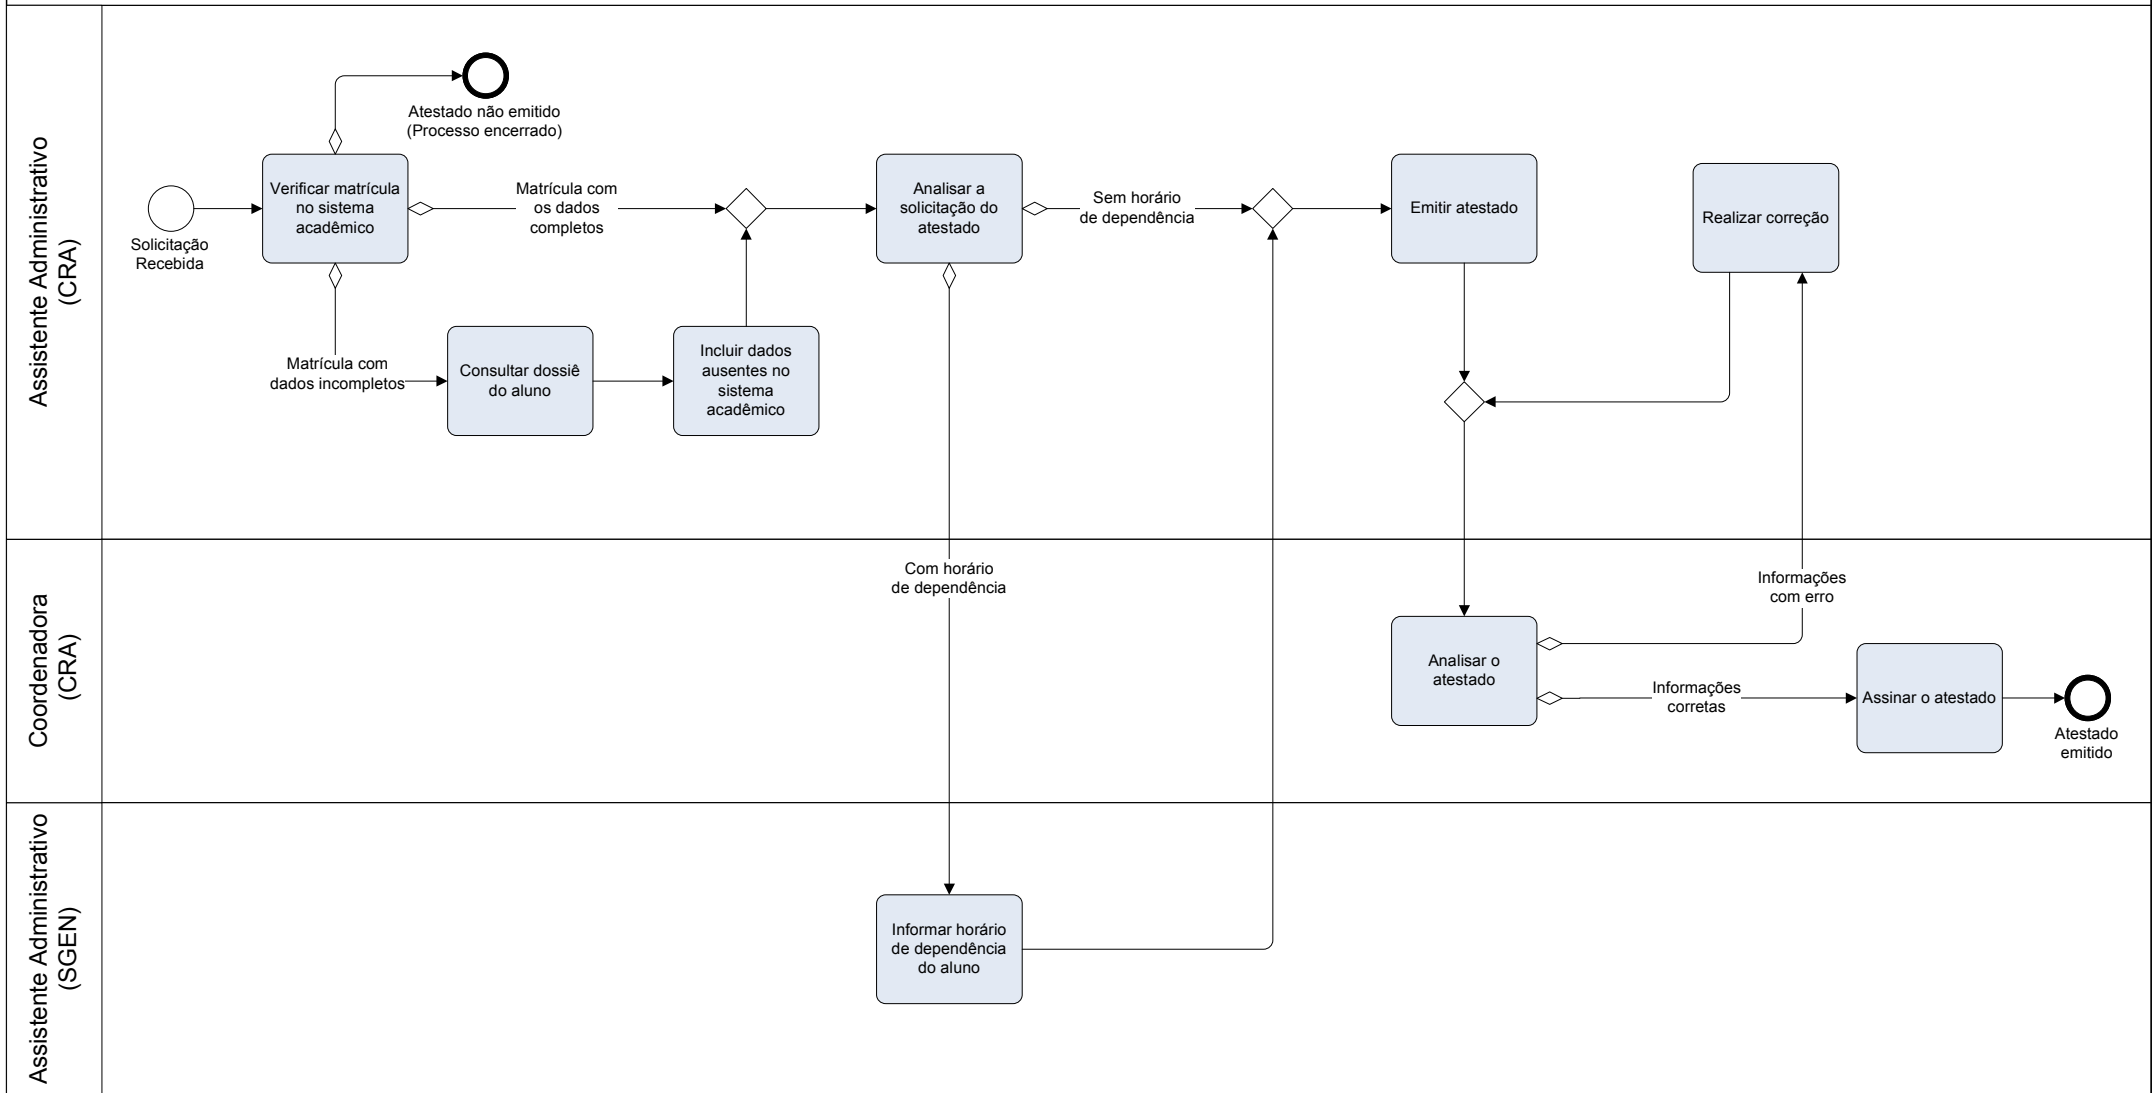 Assistente Administrativo
(CRA)
Atestado não emitido
(Processo encerrado)
Solicitação
Recebida
Verificar matrícula
no sistema
acadêmico
Matrícula com
os dados
completos
Matrícula com
dados incompletos
Consultar dossiê
do aluno
Incluir dados
ausentes no
sistema
acadêmico
Analisar a
solicitação do
atestado
Sem horário
de dependência
Emitir atestado
Realizar correção
Coordenadora
(CRA)
Com horário
de dependência
Analisar o
atestado
Informações
com erro
Informações
corretas
Assinar o atestado
Atestado
emitido
Assistente Administrativo
(SGEN)
Informar horário
de dependência
do aluno